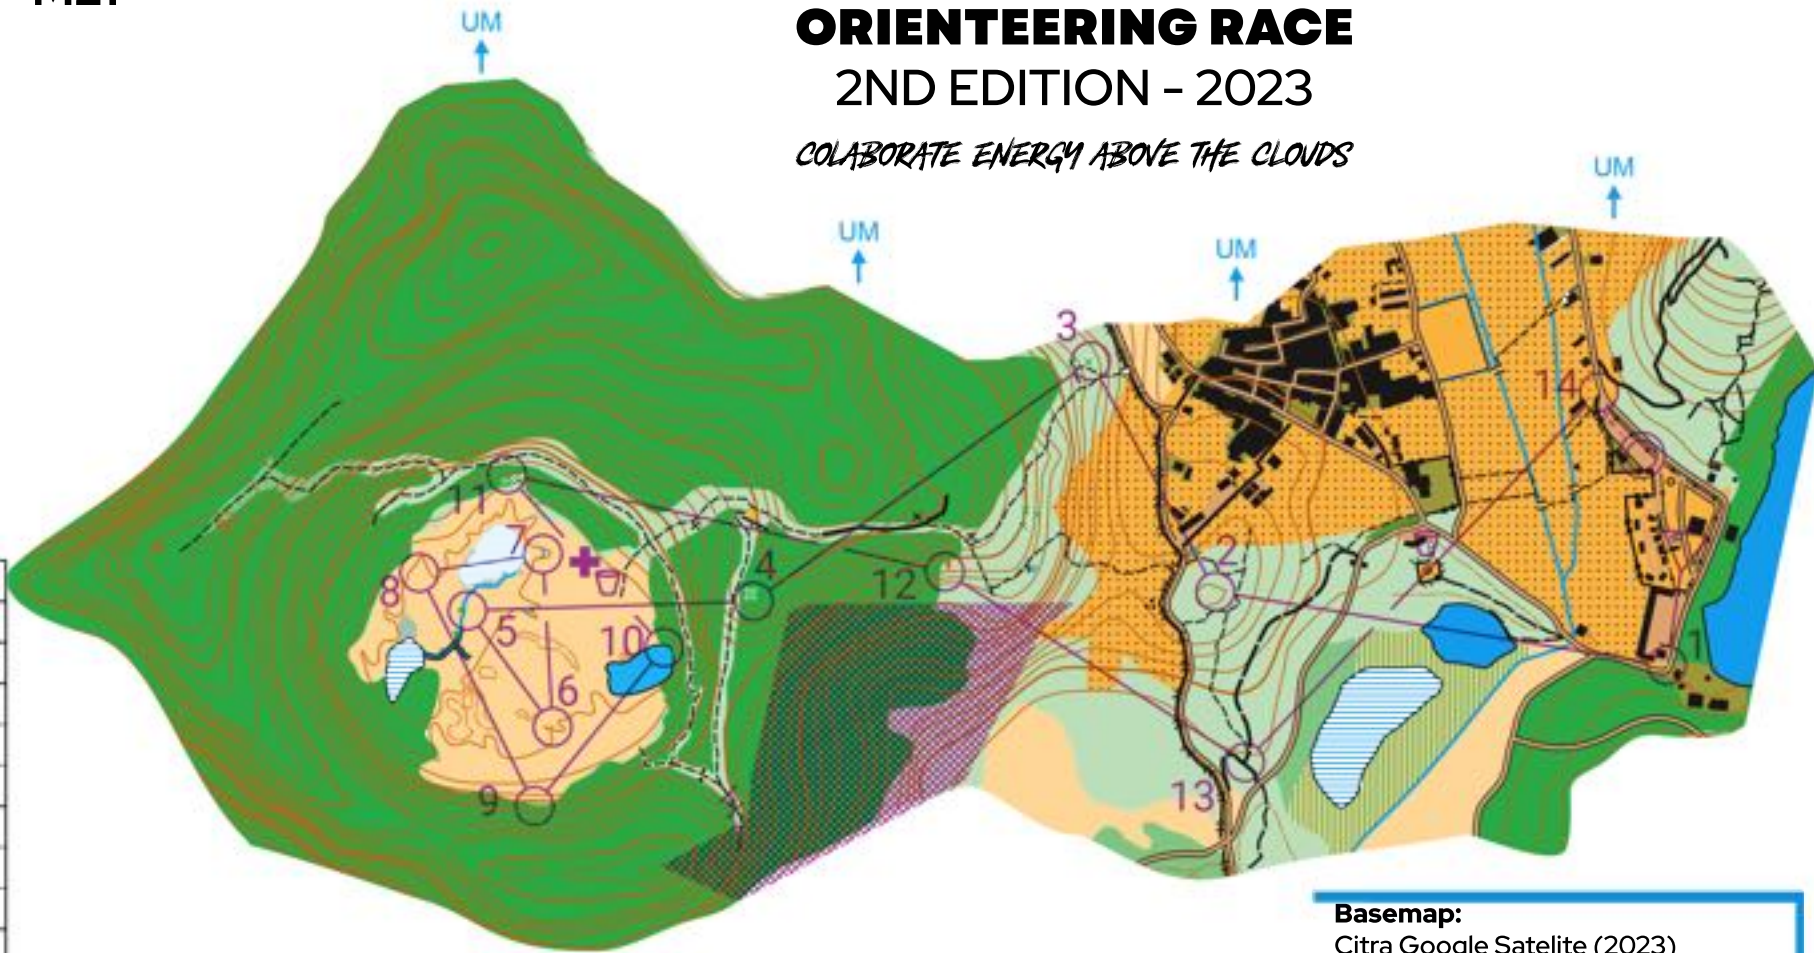 ORIENTEERING RACE
2ND EDITION - 2023
COLABORATE ENERGY ABOVE THE CLOUDS
UM
UM
UM
UM
3
14
11
7
2
4
12
8
5
10
1
6
9
13
Basemap:
Citra Google Satelite (2023)